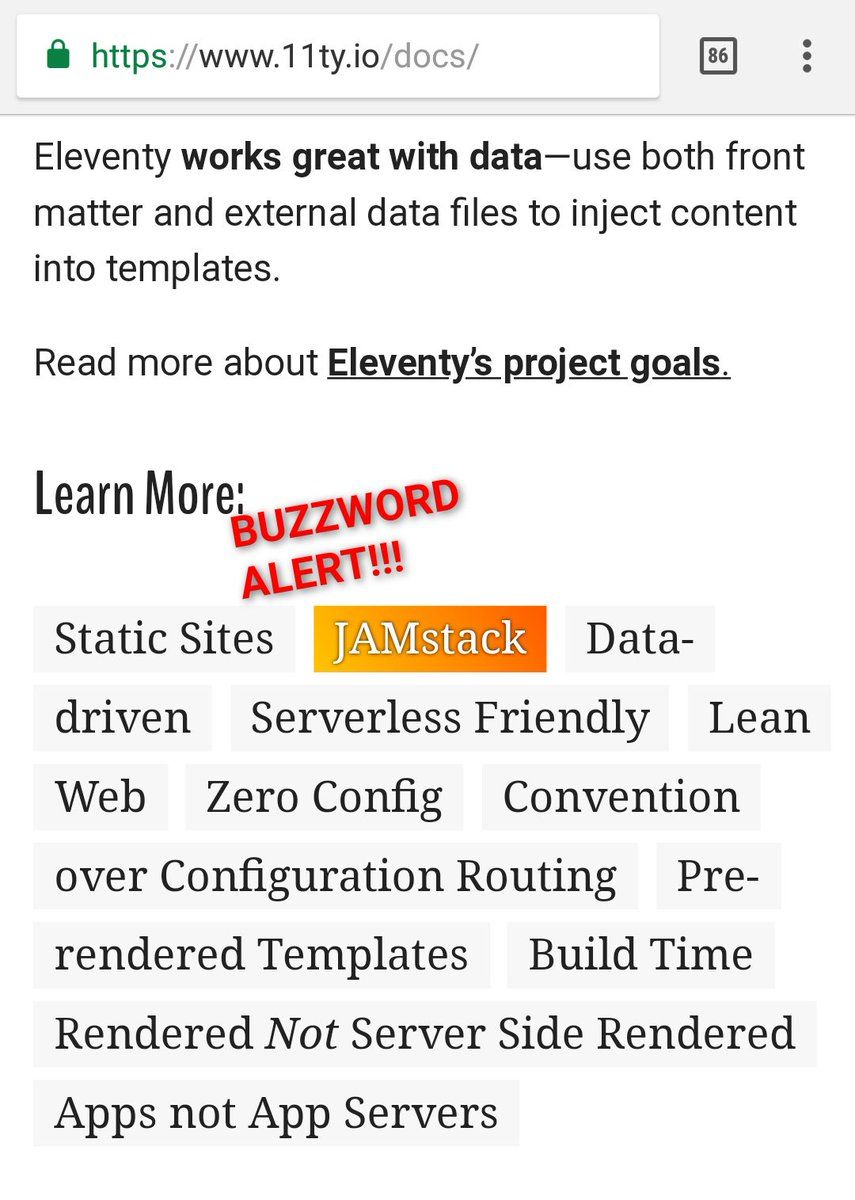 https://www.11ty.io/docs/
86
Eleventy works great with data—use both front
matter and external data files to inject content
into templates.
Read more about Eleventy’s project goals.
Learn More:
BUZZWORD
ALERT!!!
Static Sites JAMstack Data-
driven Serverless Friendly Lean
Web Zero Config Convention
over Configuration Routing Pre-
rendered Templates Build Time
Rendered Not Server Side Rendered
Apps not App Servers